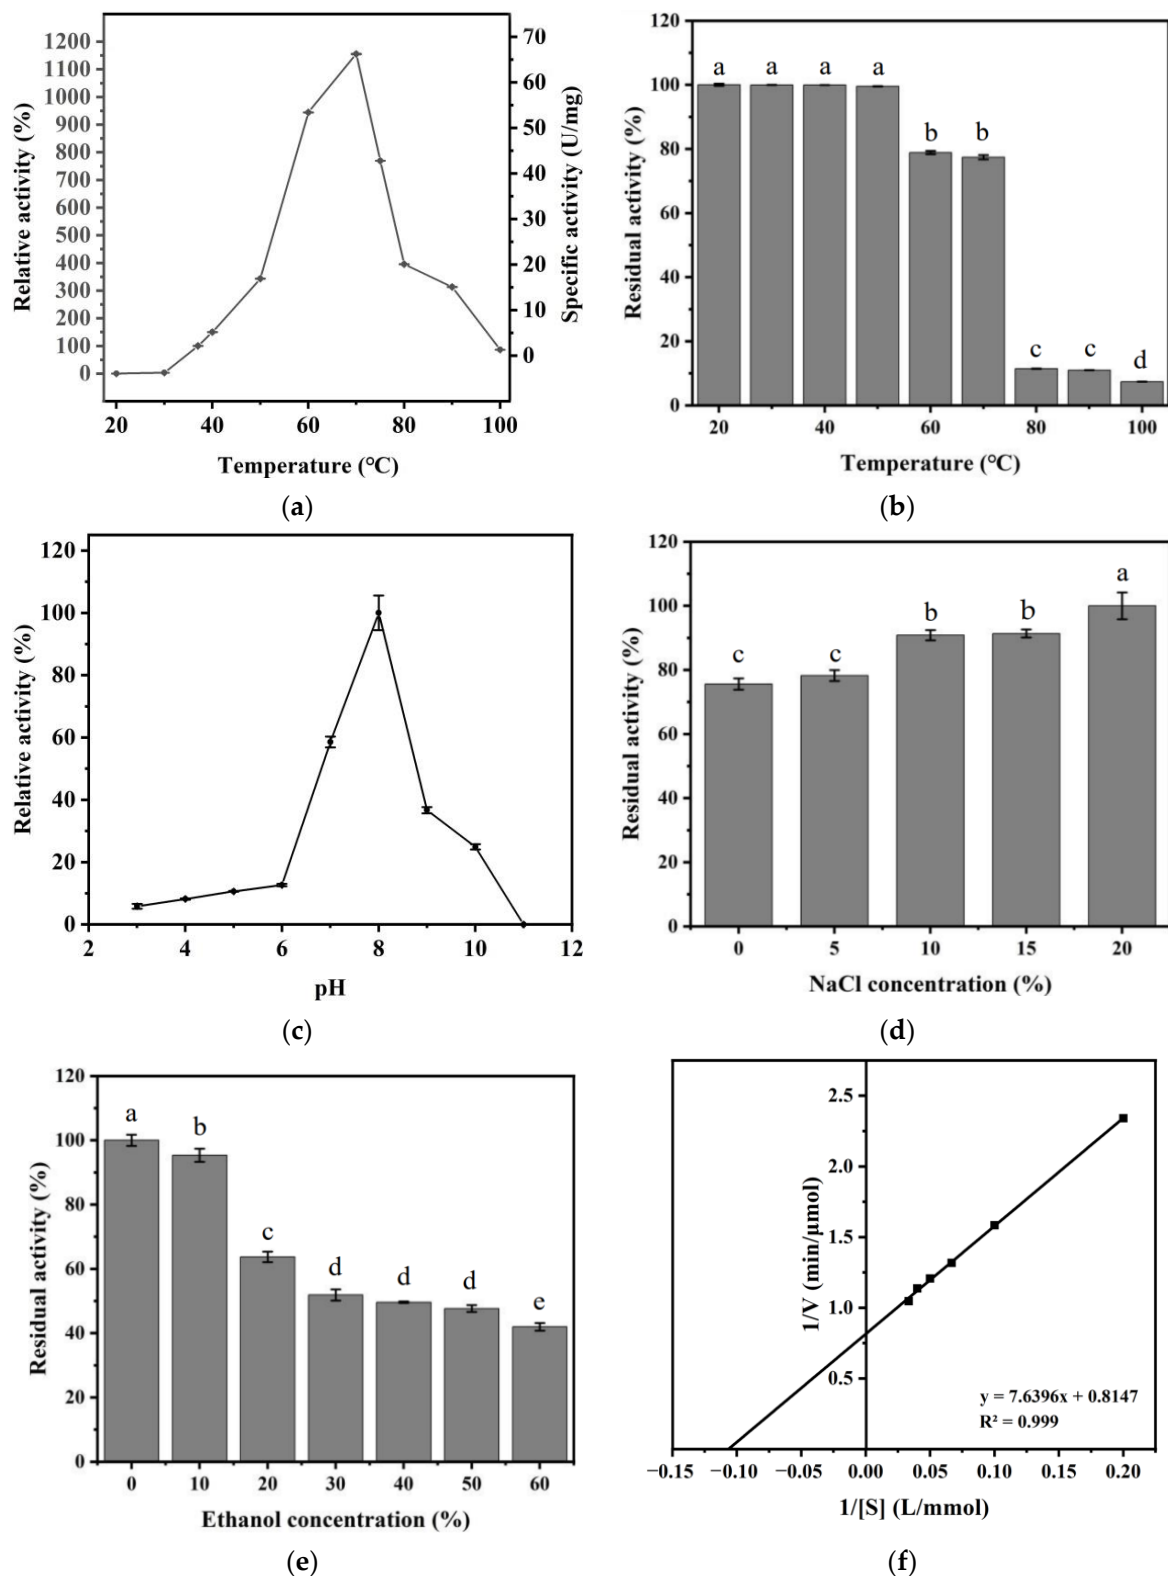 1200
1100
1000
900
800
700
600
500
400
300
200
100
0
Relative activity (%)
70
60
50
40
30
20
10
0
Specific activity (U/mg)
20 40 60 80 100
Temperature (℃)
(a)
120
100
80
60
40
20
0
Residual activity (%)
a a a a b b c c d
20 40 60 80 100
Temperature (℃)
(b)
120
100
80
60
40
20
0
Relative activity (%)
2 4 6 8 10 12
pH
(c)
120
100
80
60
40
20
0
Residual activity (%)
c c b b a
0 5 10 15 20
NaCl concentration (%)
(d)
120
100
80
60
40
20
0
Residual activity (%)
a b c d d d e
0 10 20 30 40 50 60
Ethanol concentration (%)
(e)
2.5
2.0
1.5
1.0
0.5
1/V (min/μmol)
y = 7.6396x + 0.8147
R² = 0.999
−0.15 −0.10 −0.05 0.00 0.05 0.10 0.15 0.20
1/[S] (L/mmol)
(f)